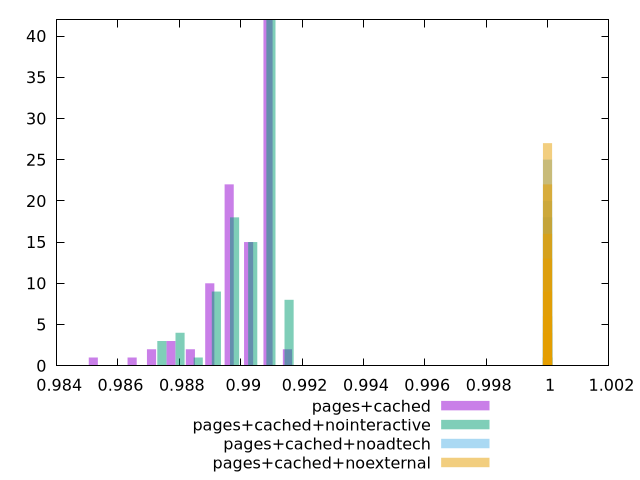 40
35
30
25
20
15
10
5
0
0.984 0.986 0.988 0.99 0.992 0.994 0.996 0.998 1 1.002
pages+cached
pages+cached+nointeractive
pages+cached+noadtech
pages+cached+noexternal